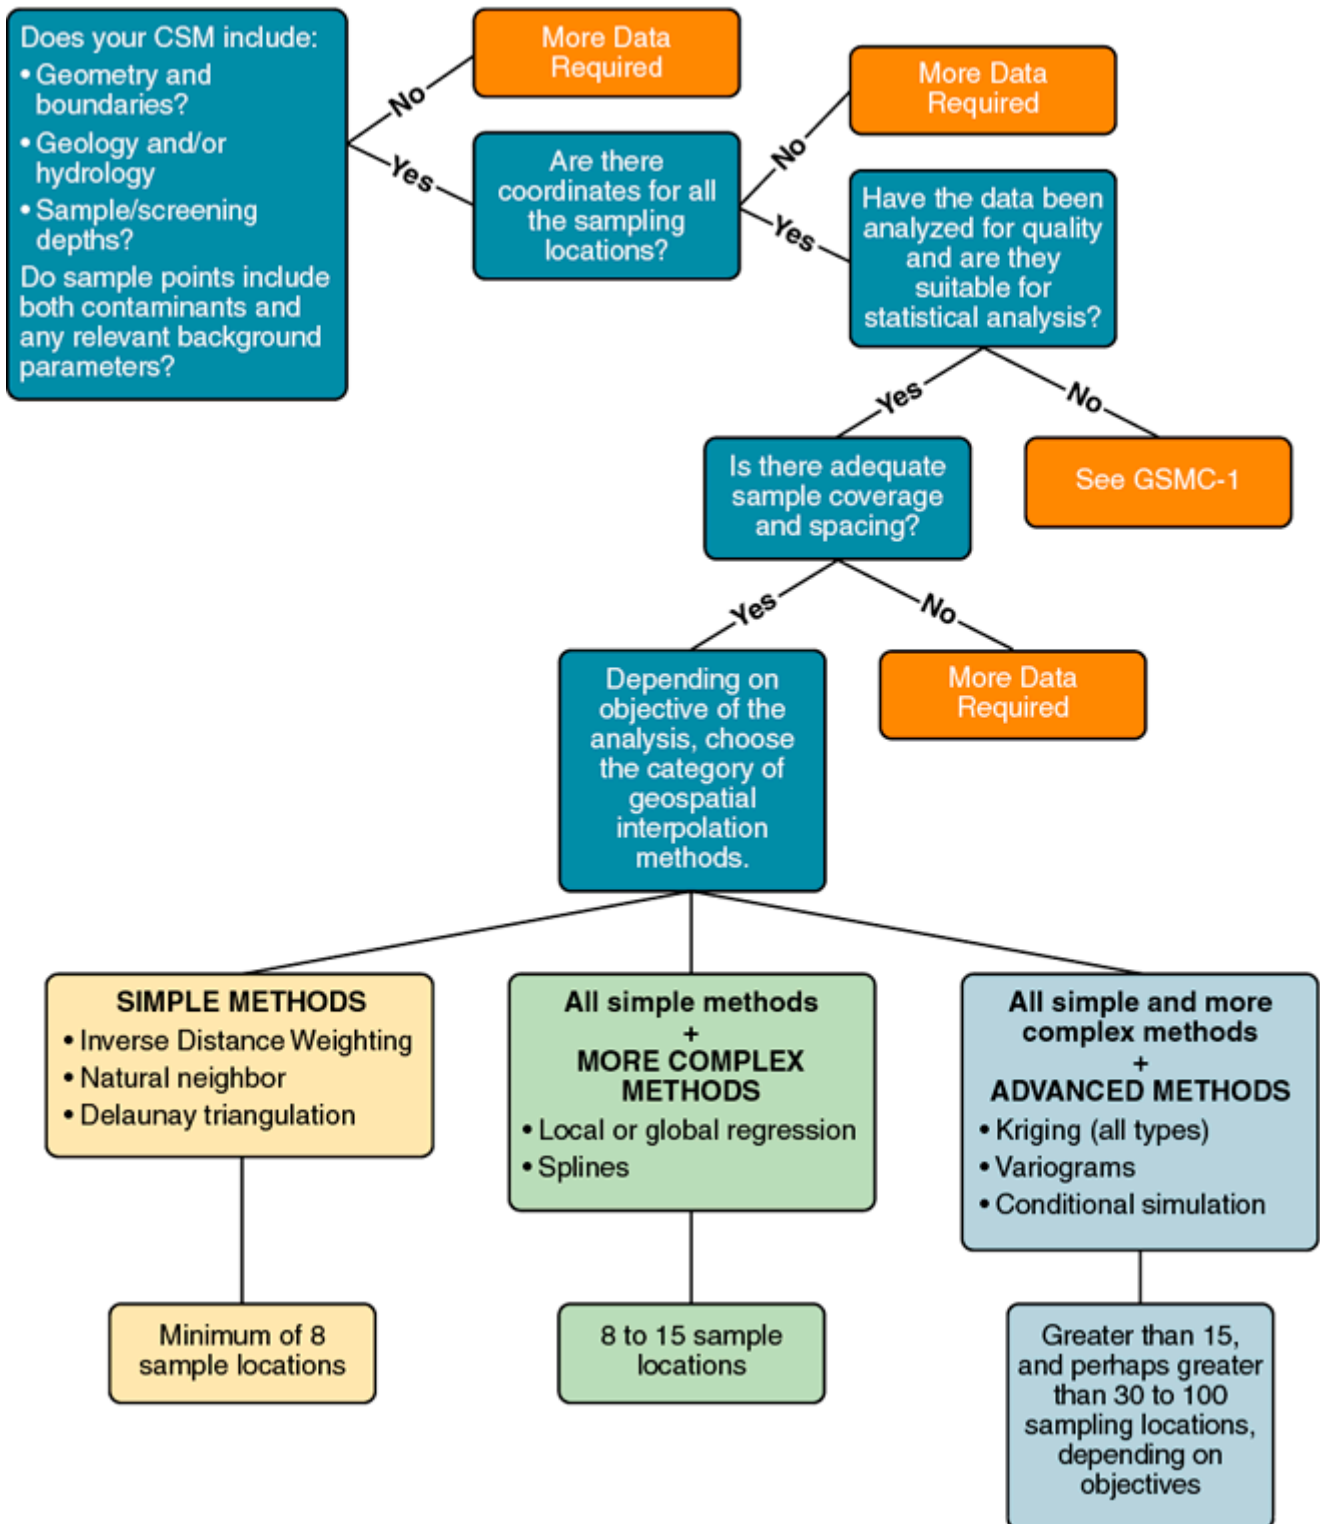 Does your CSM include:
• Geometry and
boundaries?
• Geology and/or
hydrology
• Sample/screening
depths?
Do sample points include
both contaminants and
any relevant background
parameters?
No
More Data
Required
Yes
Are there
coordinates for all
the sampling
locations?
No
More Data
Required
Yes
Have the data been
analyzed for quality
and are they
suitable for
statistical analysis?
Yes
No
Is there adequate
sample coverage
and spacing?
See GSMC-1
Yes
No
Depending on
objective of the
analysis, choose
the category of
geospatial
interpolation
methods.
More Data
Required
SIMPLE METHODS
• Inverse Distance Weighting
• Natural neighbor
• Delaunay triangulation
All simple methods
+
MORE COMPLEX
METHODS
• Local or global regression
• Splines
All simple and more
complex methods
+
ADVANCED METHODS
• Kriging (all types)
• Variograms
• Conditional simulation
Minimum of 8
sample locations
8 to 15 sample
locations
Greater than 15,
and perhaps greater
than 30 to 100
sampling locations,
depending on
objectives